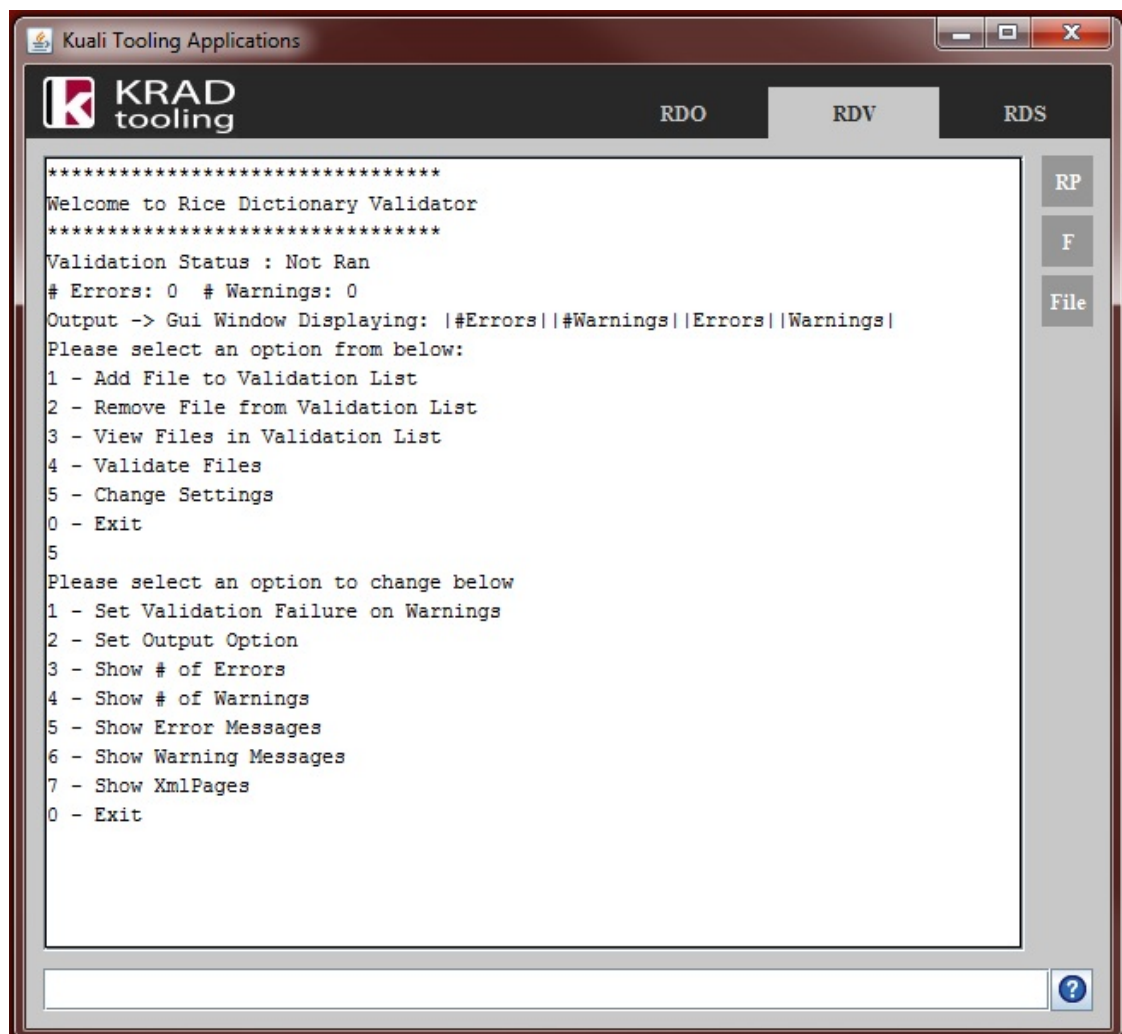 Kuali Tooling Applications
KRAD
tooling
RDO RDV RDS
*********************************
Welcome to Rice Dictionary Validator
*********************************
Validation Status : Not Ran
# Errors: 0  # Warnings: 0
Output -> Gui Window Displaying: |#Errors||#Warnings||Errors||Warnings|
Please select an option from below:
1 - Add File to Validation List
2 - Remove File from Validation List
3 - View Files in Validation List
4 - Validate Files
5 - Change Settings
0 - Exit
5
Please select an option to change below
1 - Set Validation Failure on Warnings
2 - Set Output Option
3 - Show # of Errors
4 - Show # of Warnings
5 - Show Error Messages
6 - Show Warning Messages
7 - Show XmlPages
0 - Exit
RP
F
File
?